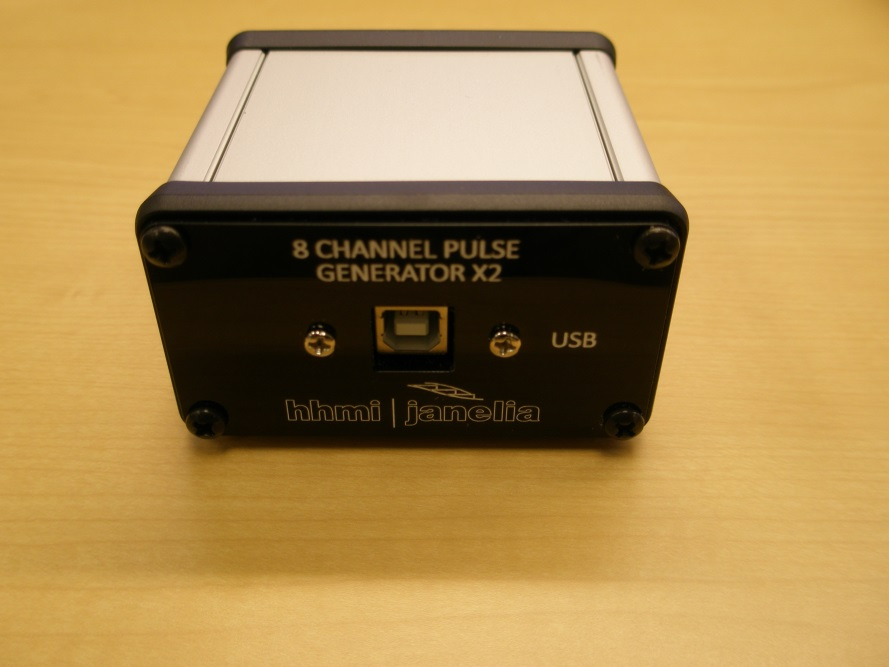 8 CHANNEL PULSE
GENERATOR X2
USB
hhmi | janelia